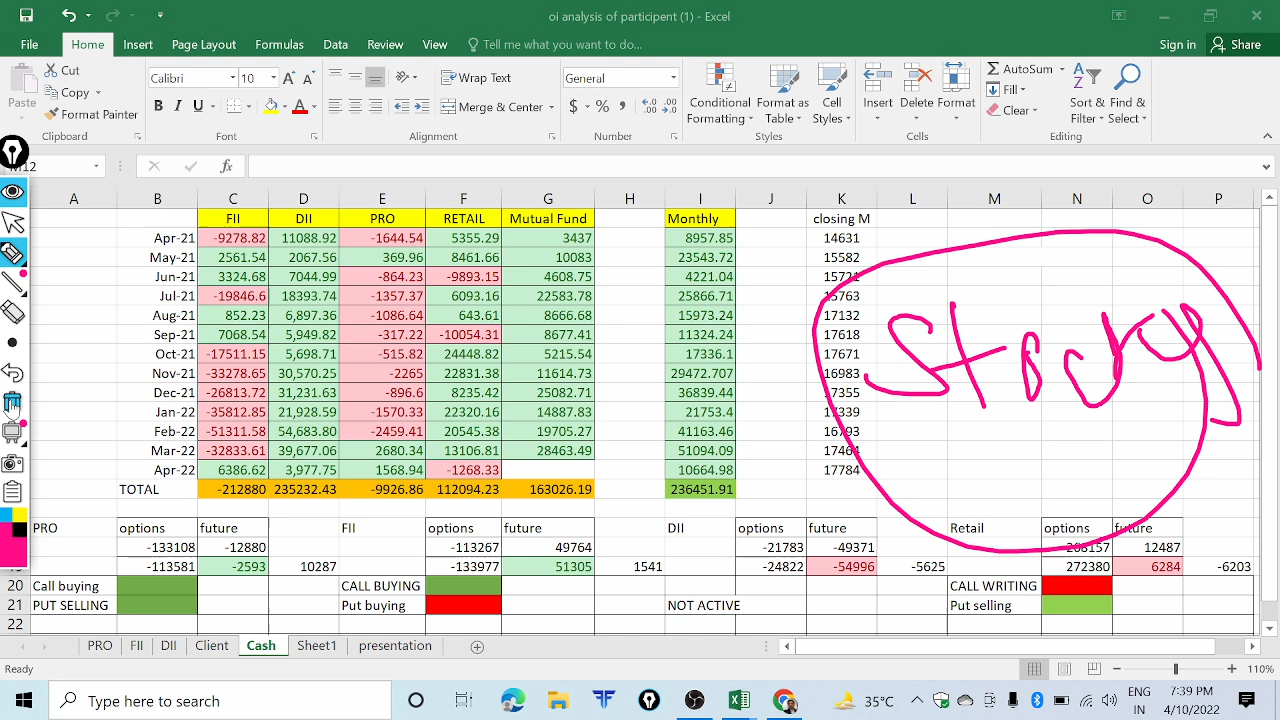 oi analysis of participent (1) - Excel
File Home Insert Page Layout Formulas Data Review View Tell me what you want to do... Sign in Share
Cut
Copy
Format Painter
Paste
Calibri 10
B I U
Wrap Text
Merge & Center
General
$ % ,
Conditional Formatting
Format as Table
Cell Styles
Insert Delete Format
AutoSum
Fill
Clear
Sort & Filter
Find & Select
Clipboard Font Alignment Number Styles Cells Editing
fx
A B C D E F G H I J K L M N O P
FII DII PRO RETAIL Mutual Fund Monthly closing M
Apr-21 -9278.82 11088.92 -1644.54 5355.29 3437 8957.85 14631
May-21 2561.54 2067.56 369.96 8461.66 10083 23543.72 15582
Jun-21 3324.68 7044.99 -864.23 -9893.15 4608.75 4221.04
Jul-21 -19846.6 18393.74 -1357.37 6093.16 22583.78 25866.71
Aug-21 852.23 6,897.36 -1086.64 643.61 8666.68 15973.24 17132
Sep-21 7068.54 5,949.82 -317.22 -10054.31 8677.41 11324.24 17618
Oct-21 -17511.15 5,698.71 -515.82 24448.82 5215.54 17336.1 17671
Nov-21 -33278.65 30,570.25 -2265 22831.38 11614.73 29472.707 16983
Dec-21 -26813.72 31,231.63 -896.6 8235.42 25082.71 36839.44
Jan-22 -35812.85 21,928.59 -1570.33 22320.16 14887.83 21753.4
Feb-22 -51311.58 54,683.80 -2459.41 20545.38 19705.27 41163.46
Mar-22 -32833.61 39,677.06 2680.34 13106.81 28463.49 51094.09
Apr-22 6386.62 3,977.75 1568.94 -1268.33 10664.98 17784
TOTAL -212880 235232.43 -9926.86 112094.23 163026.19 236451.91
PRO options future FII options future DII options future Retail options future
-133108 -12880 -113267 49764 -21783 -49371 12487
-113581 -2593 10287 -133977 51305 1541 -24822 -54996 -5625 272380 6284 -6203
20 Call buying CALL BUYING CALL WRITING
21 PUT SELLING Put buying NOT ACTIVE Put selling
22
PRO FII DII Client Cash Sheet1 presentation
Ready 110%
Type here to search 35°C ENG IN 7:39 PM 4/10/2022